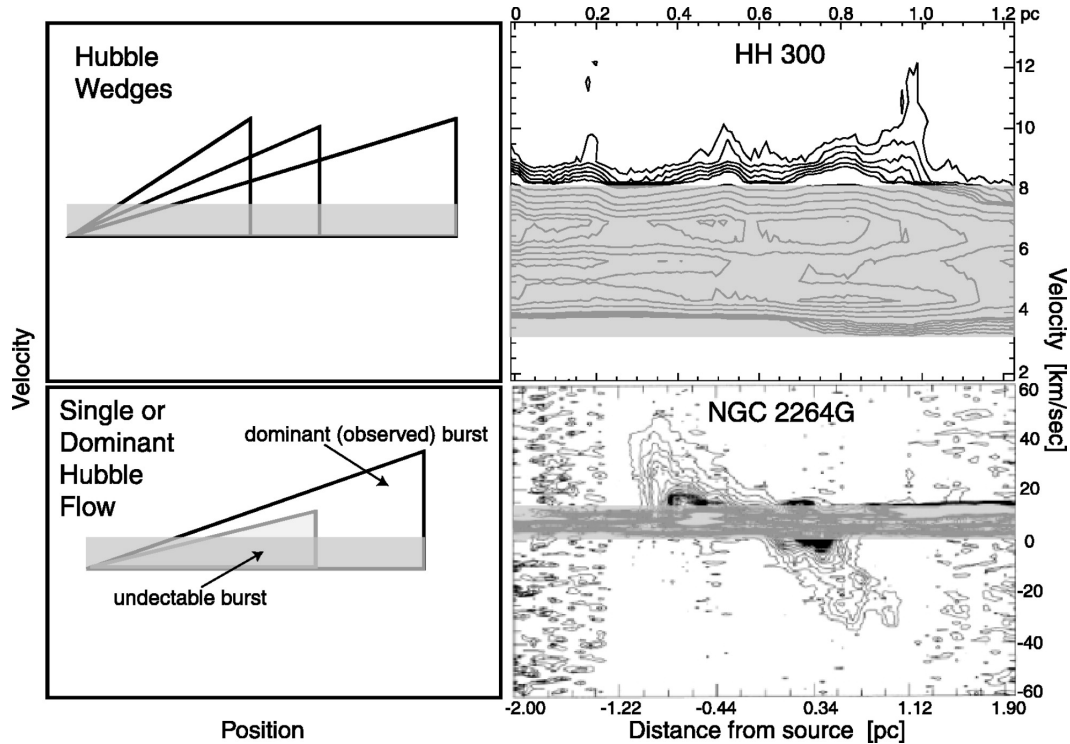 0 0.2 0.4 0.6 0.8 1.0 1.2 pc
Hubble
Wedges
HH 300
12
10
8
6
4
2
Velocity
Velocity [km/sec]
Single or
Dominant
Hubble
Flow
dominant (observed) burst
undectable burst
NGC 2264G
60
40
20
0
-20
-40
-60
-2.00 -1.22 -0.44 0.34 1.12 1.90
Position
Distance from source [pc]